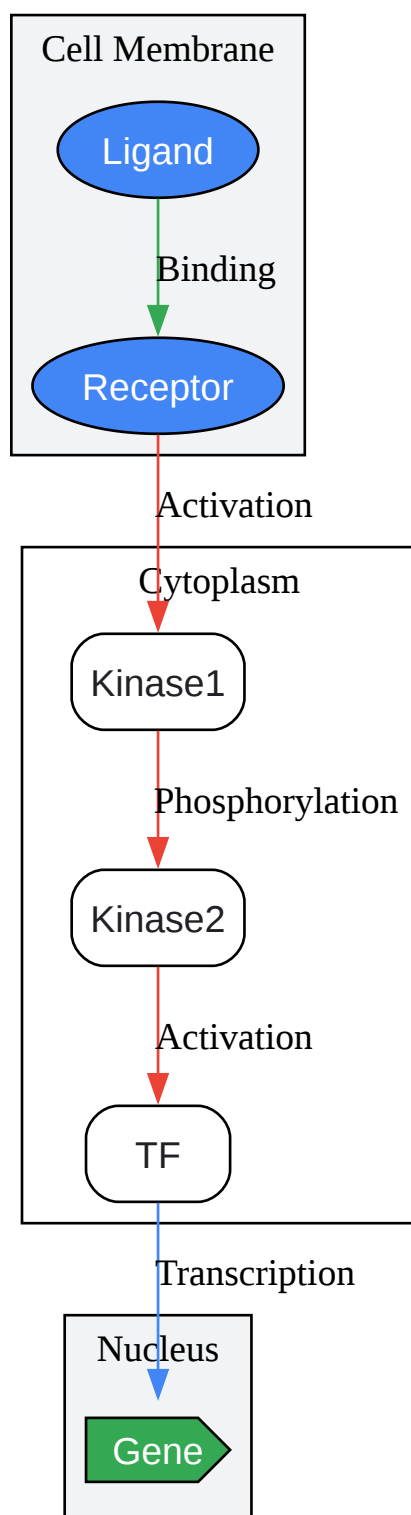 Cell Membrane
Ligand
Binding
Receptor
Activation
Cytoplasm
Kinase1
Phosphorylation
Kinase2
Activation
TF
Transcription
Nucleus
Gene